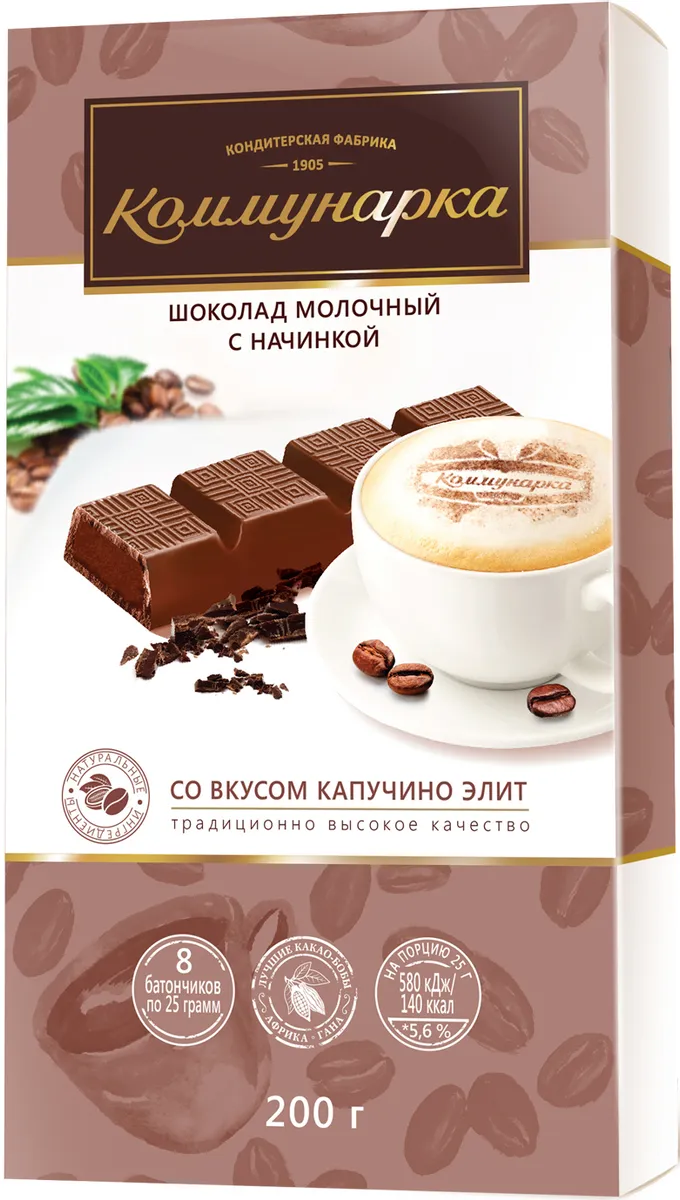 КОНДИТЕРСКАЯ ФАБРИКА
1905
Коммунарка
ШОКОЛАД МОЛОЧНЫЙ
С НАЧИНКОЙ
Коммунарка
НАТУРАЛЬНЫЕ
ИНГРЕДИЕНТЫ
СО ВКУСОМ КАПУЧИНО ЭЛИТ
традиционно высокое качество
8
батончиков
по 25 грамм
ЛУЧШИЕ КАКАО-БОБЫ
АФРИКА · ГАНА
НА ПОРЦИЮ 25 Г
580 кДж/
140 ккал
*5,6 %
200 г